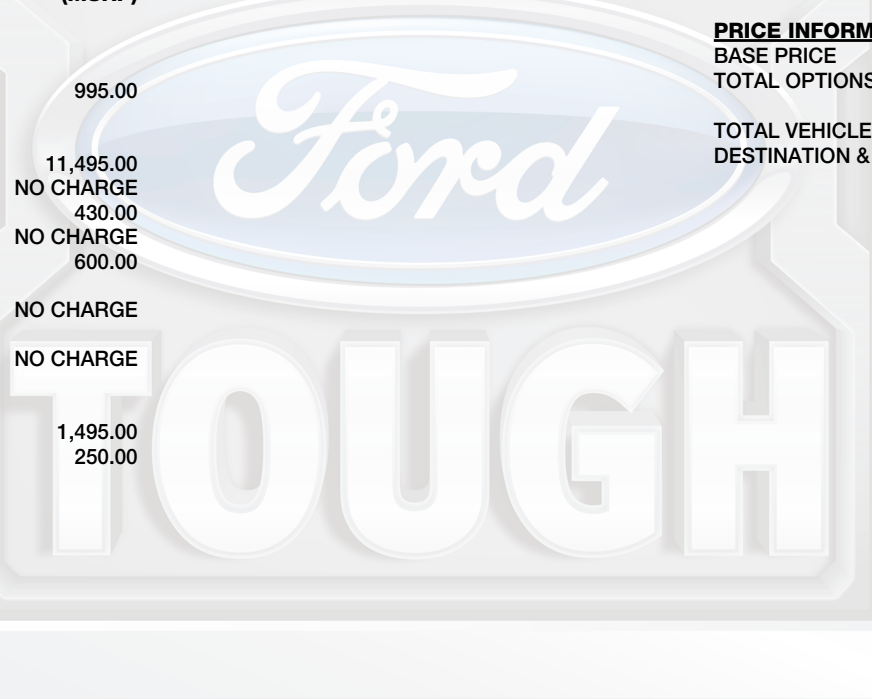 995.00
11,495.00
NO CHARGE
430.00
NO CHARGE
600.00
NO CHARGE
NO CHARGE
1,495.00
250.00
PRICE INFORM
BASE PRICE
TOTAL OPTIONS
TOTAL VEHICLE
DESTINATION &
Ford
TOUGH